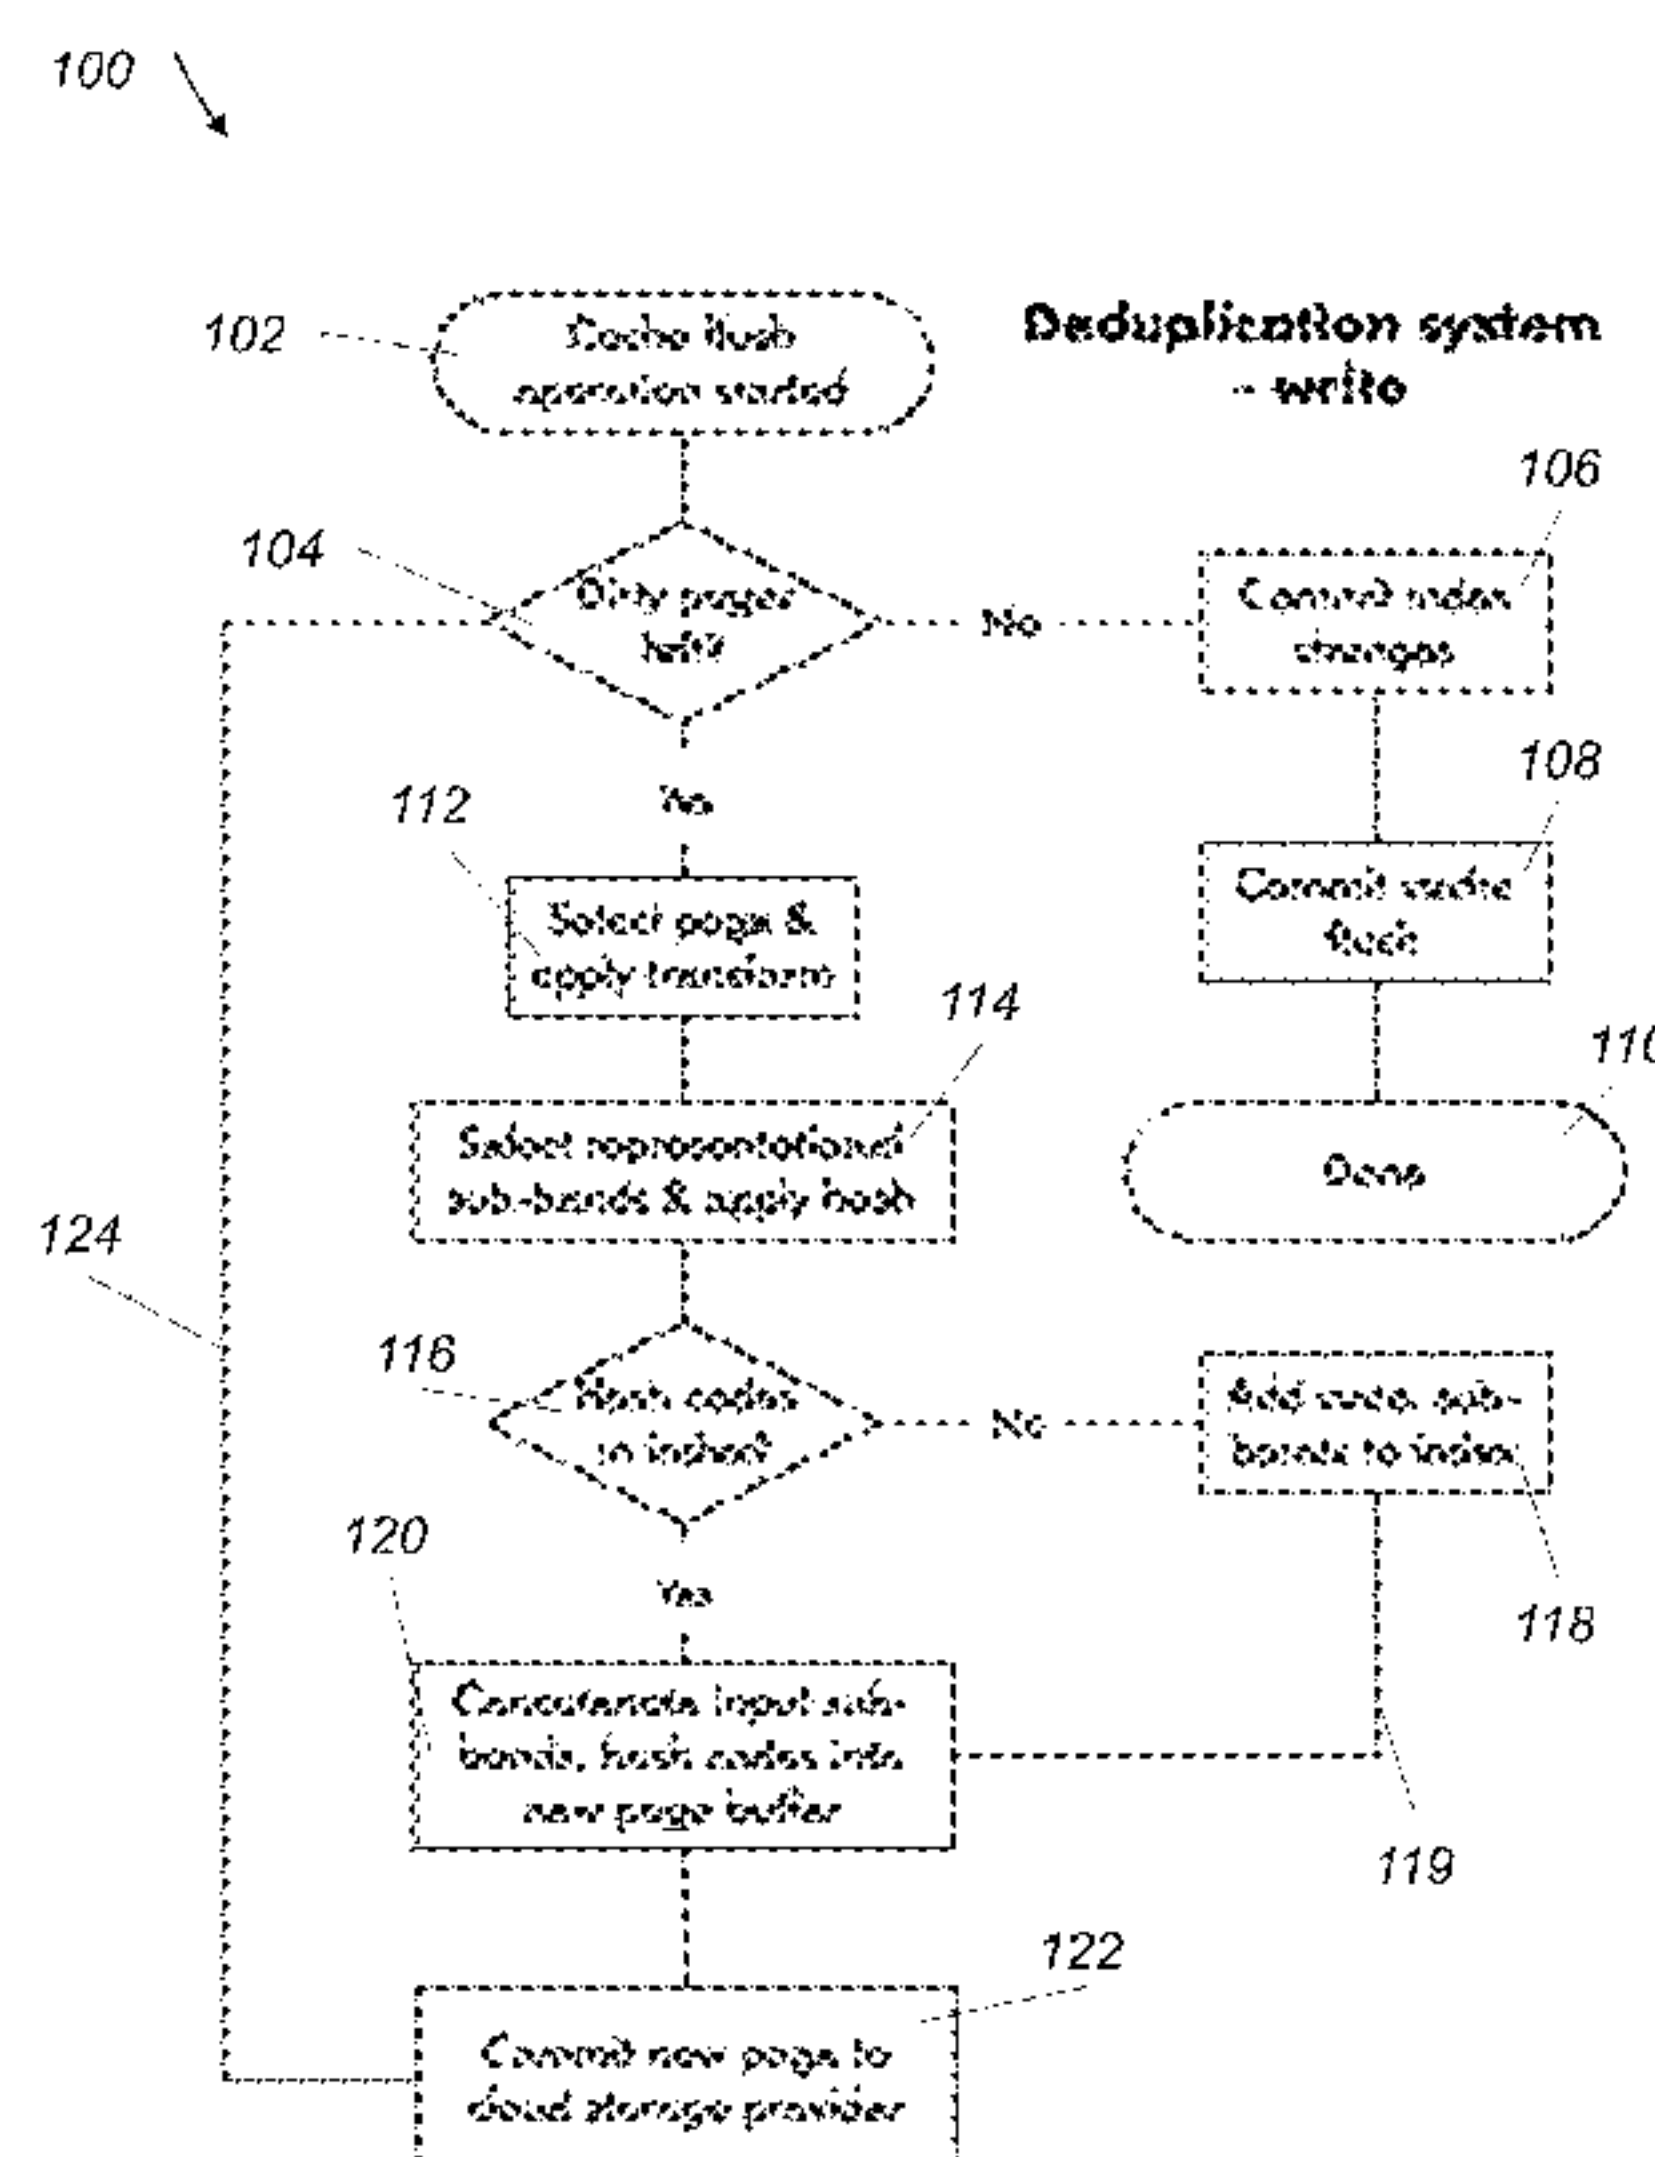 100
102
Cache flush
operation started
Deduplication system
- write
106
104
Dirty pages
left?
No
Commit index
changes
108
Yes
112
Select page &
apply transform
Commit cache
flush
114
110
Select representational
sub-bands & apply hash
Done
124
116
Hash codes
in index?
No
Add code, sub-
bands to index
120
Yes
118
Concatenate input sub-
bands, hash codes into
new page buffer
119
122
Commit new page to
cloud storage provider